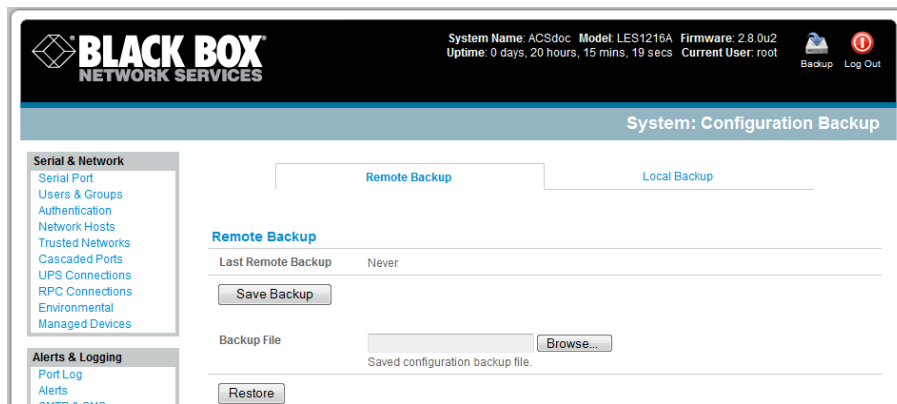 BLACK BOX
NETWORK SERVICES
System Name: ACSdoc Model: LES1216A Firmware: 2.8.0u2
Uptime: 0 days, 20 hours, 15 mins, 19 secs Current User: root
Backup
Log Out
System: Configuration Backup
Serial & Network
Serial Port
Users & Groups
Authentication
Network Hosts
Trusted Networks
Cascaded Ports
UPS Connections
RPC Connections
Environmental
Managed Devices
Alerts & Logging
Port Log
Alerts
Remote Backup
Local Backup
Remote Backup
Last Remote Backup
Never
Save Backup
Backup File
Browse...
Saved configuration backup file.
Restore